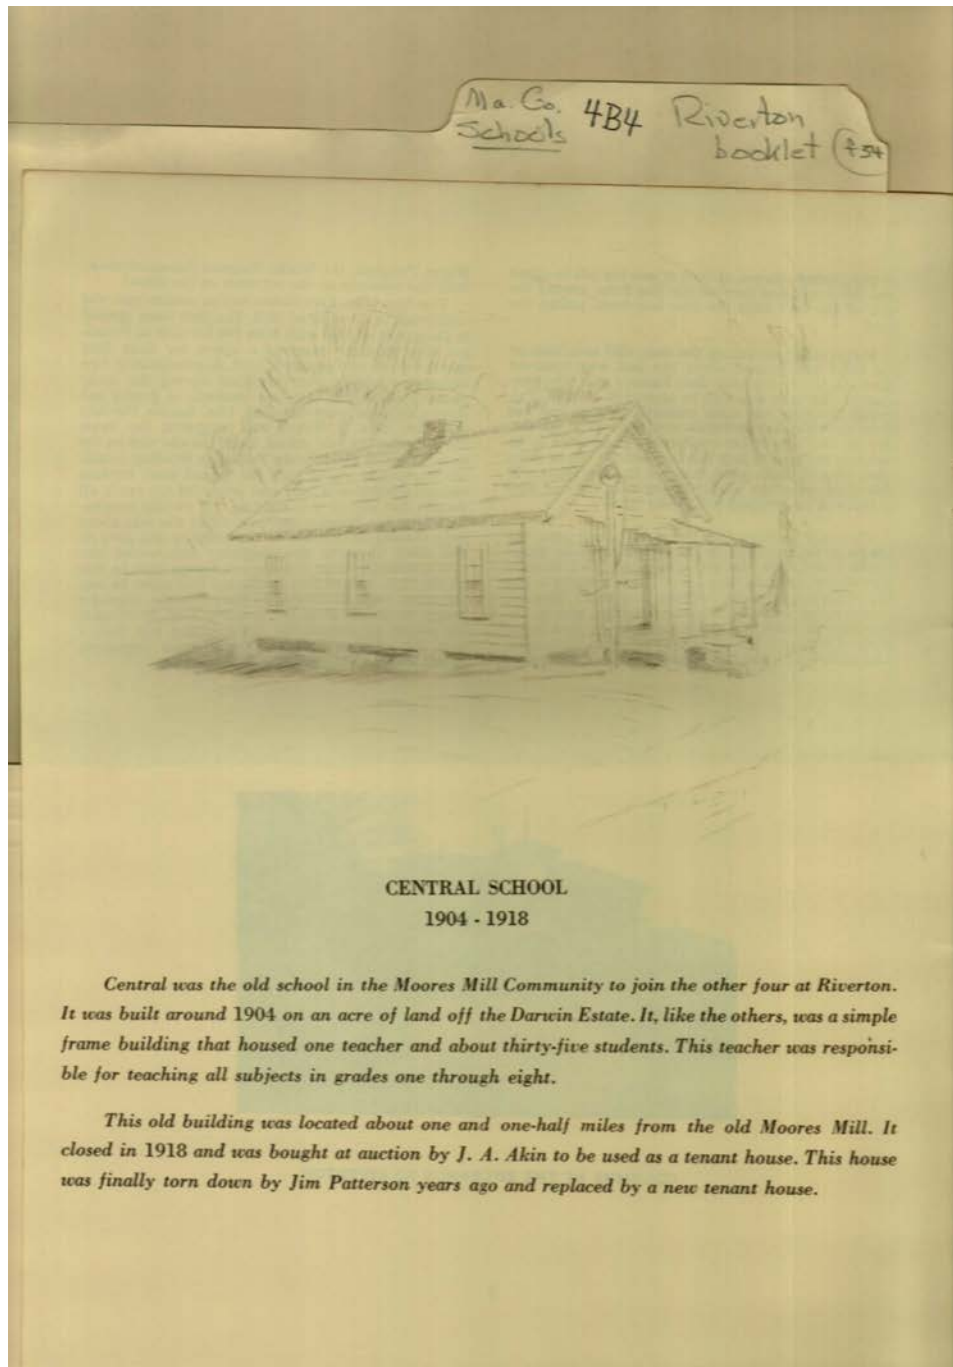 Ma. Co. 4B4 Riverton
Schools booklet
CENTRAL SCHOOL
1904 - 1918
Central was the old school in the Moores Mill Community to join the other four at Riverton.
It was built around 1904 on an acre of land off the Darwin Estate. It, like the others, was a simple
frame building that housed one teacher and about thirty-five students. This teacher was responsi-
ble for teaching all subjects in grades one through eight.
This old building was located about one and one-half miles from the old Moores Mill. It
closed in 1918 and was bought at auction by J. A. Akin to be used as a tenant house. This house
was finally torn down by Jim Patterson years ago and replaced by a new tenant house.